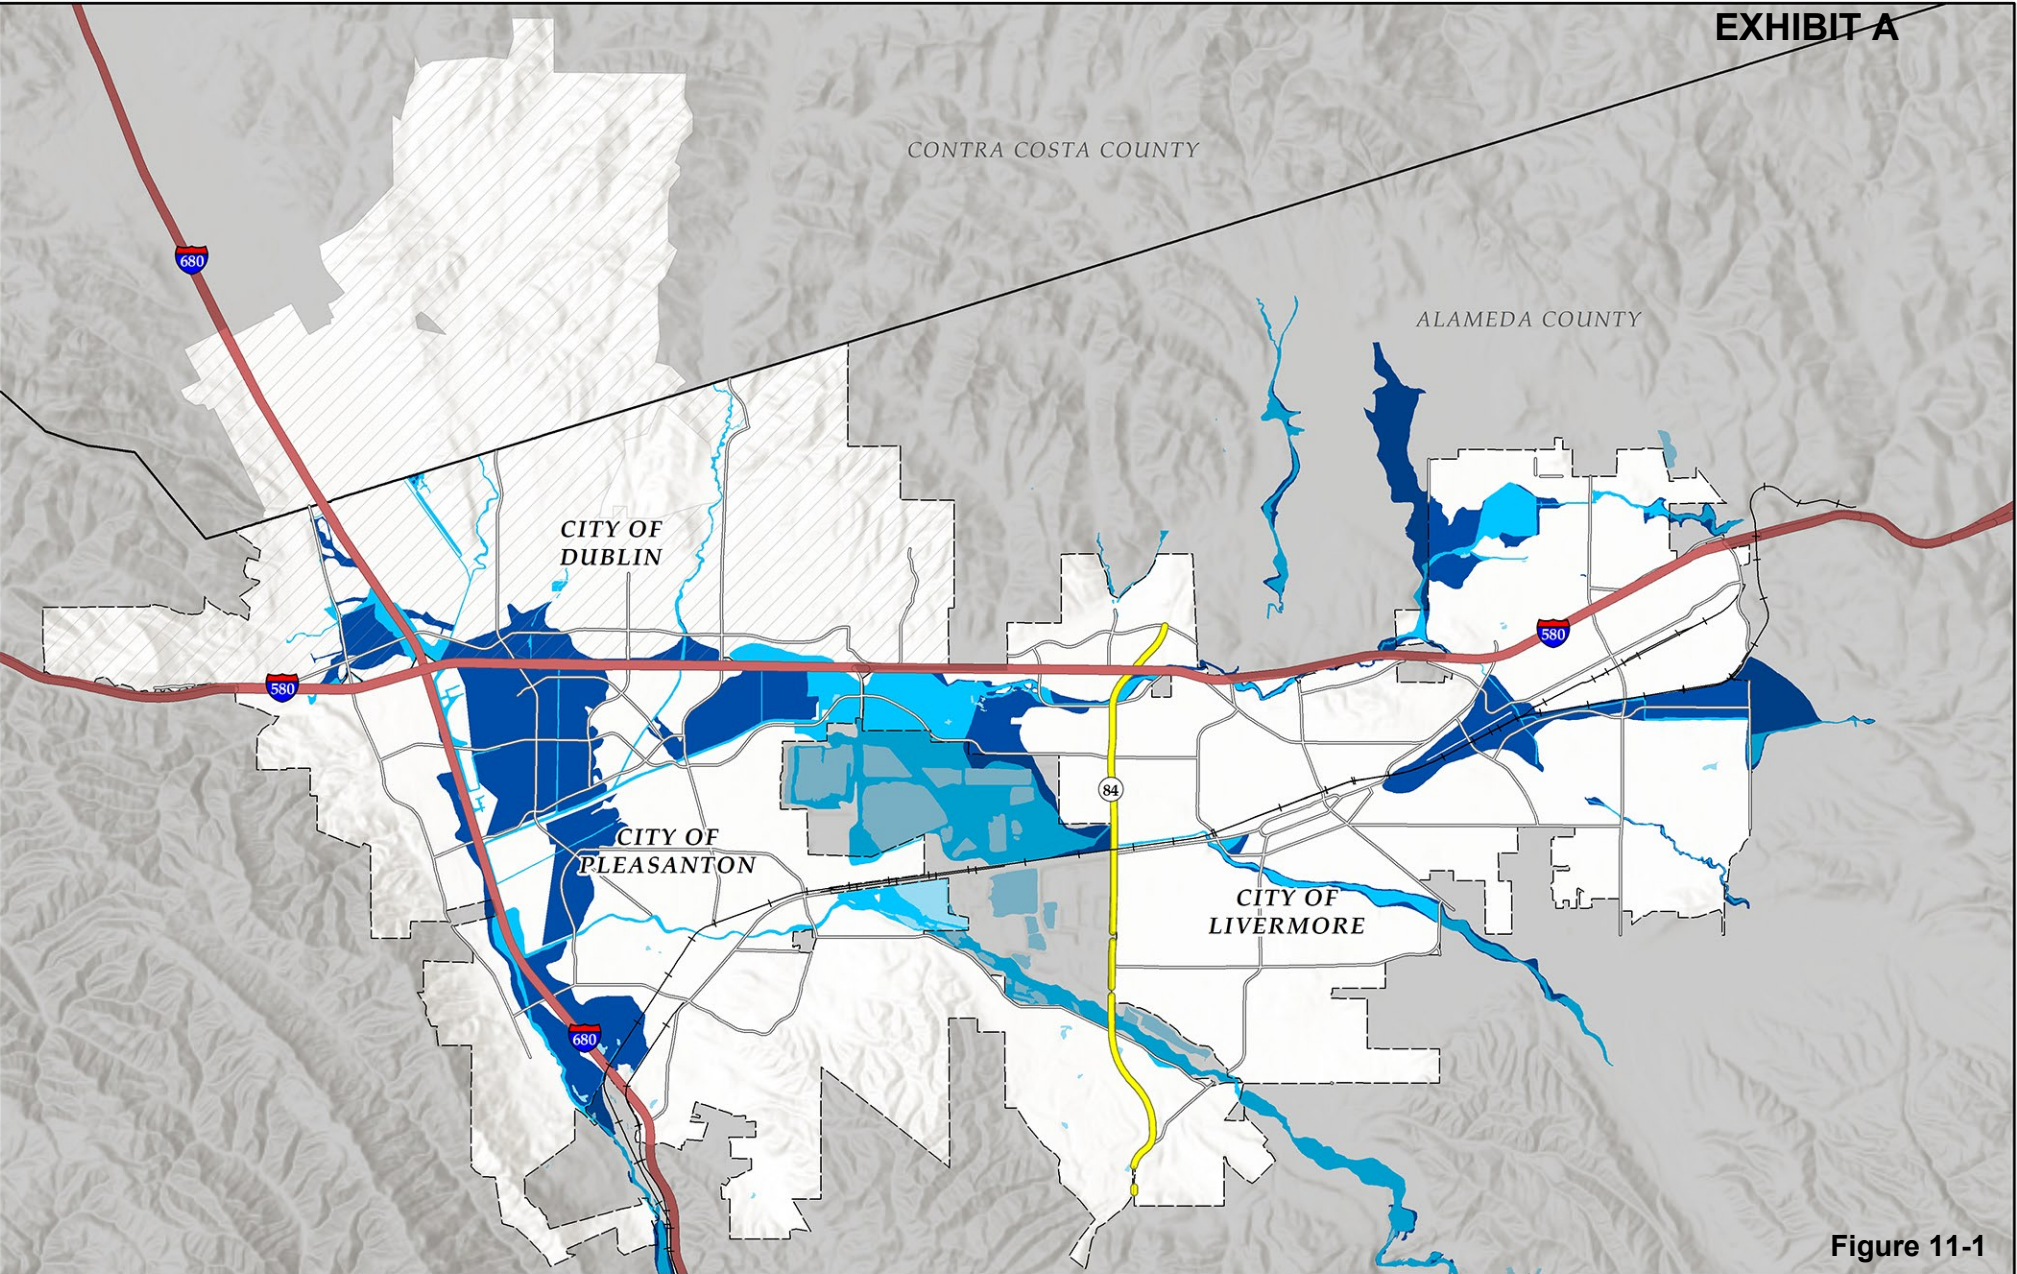 EXHIBIT A
CONTRA COSTA COUNTY
680
ALAMEDA COUNTY
CITY OF
DUBLIN
580
580
84
CITY OF
PLEASANTON
CITY OF
LIVERMORE
680
Figure 11-1